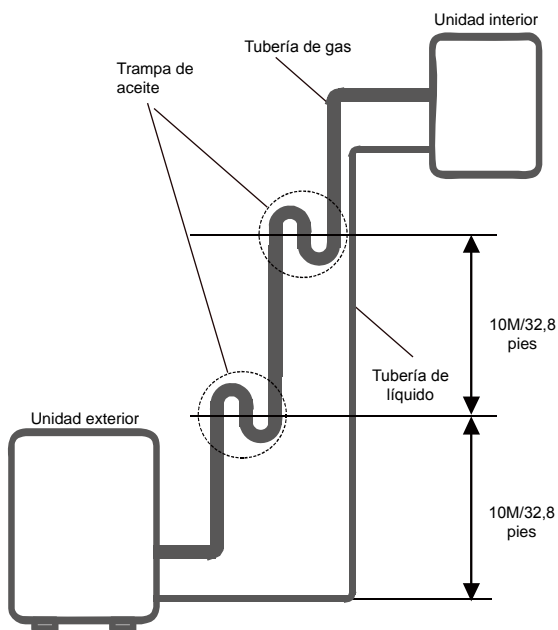 Unidad interior
Tubería de gas
Trampa de
aceite
10M/32,8
pies
Tubería de
líquido
Unidad exterior
10M/32,8
pies